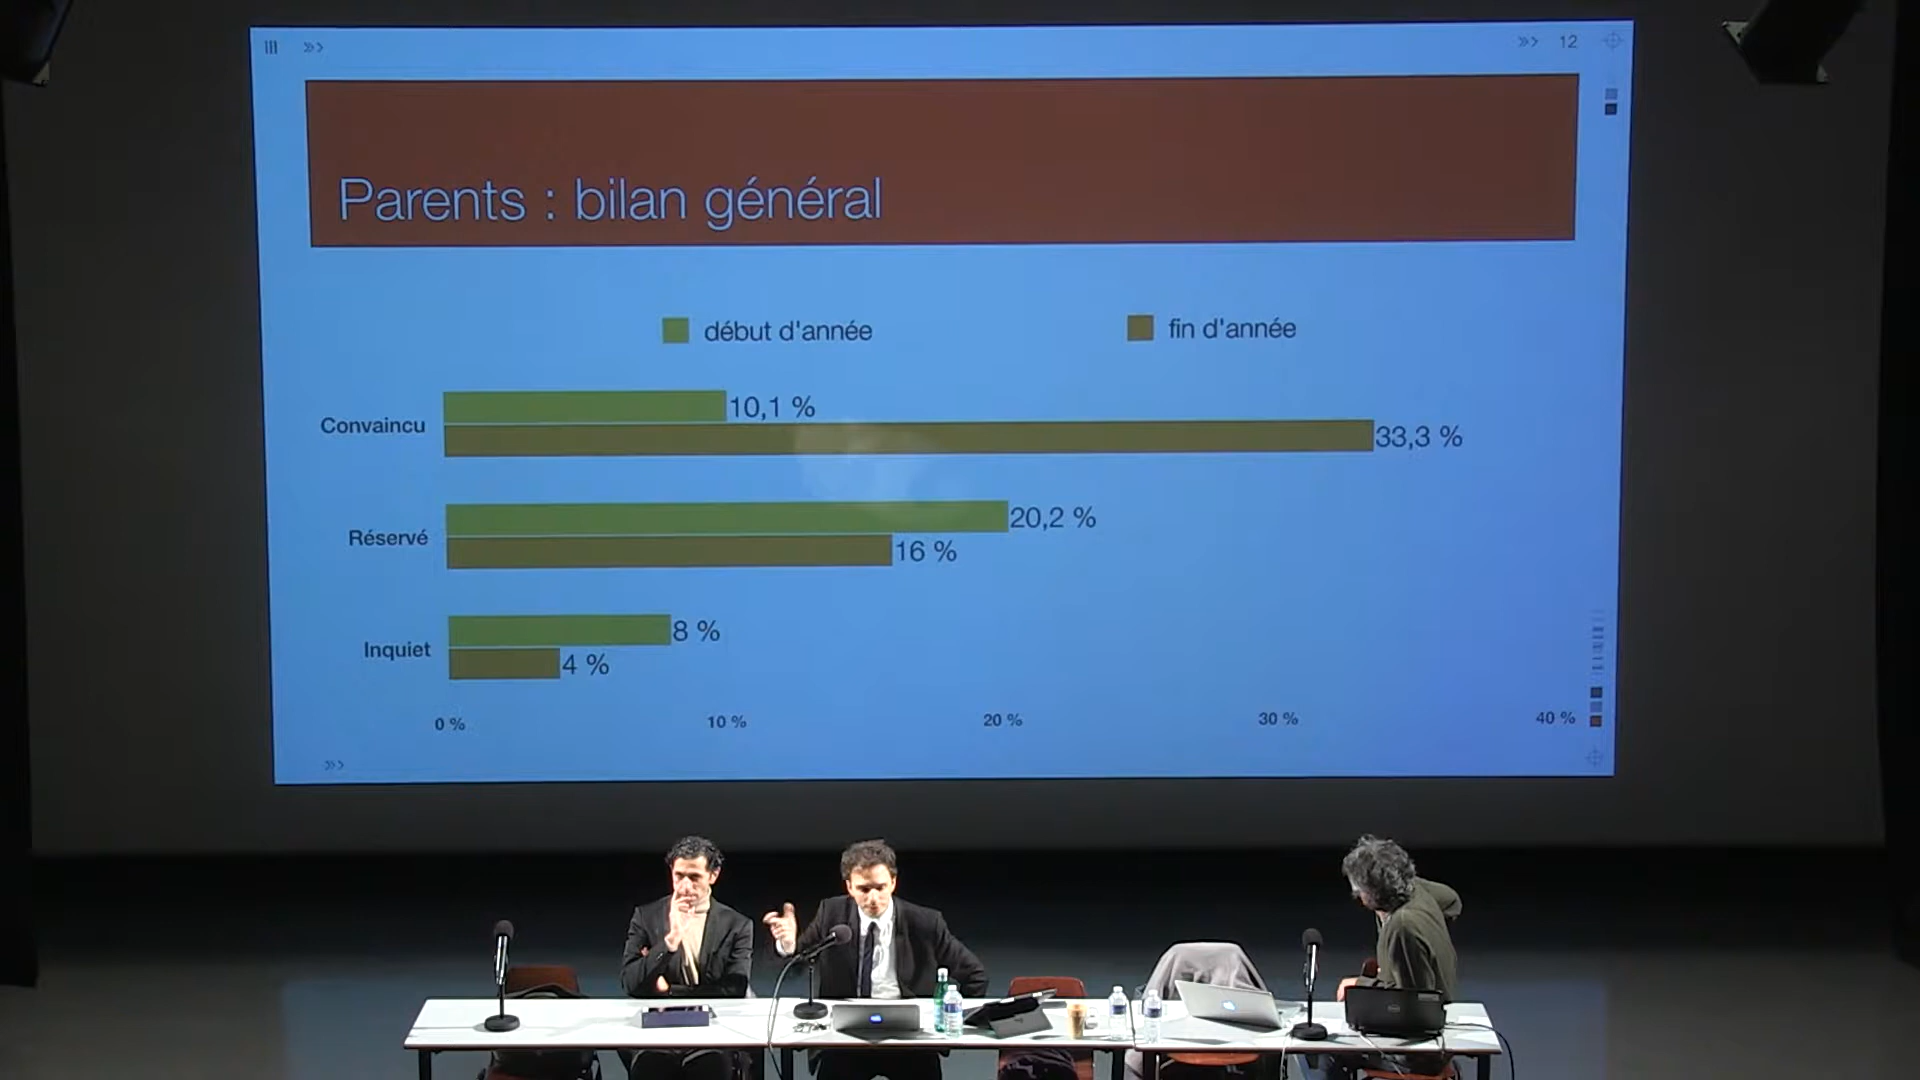 12
Parents : bilan général
début d'année
fin d'année
Convaincu
10,1 %
33,3 %
Réservé
20,2 %
16 %
Inquiet
8 %
4 %
0 %
10 %
20 %
30 %
40 %